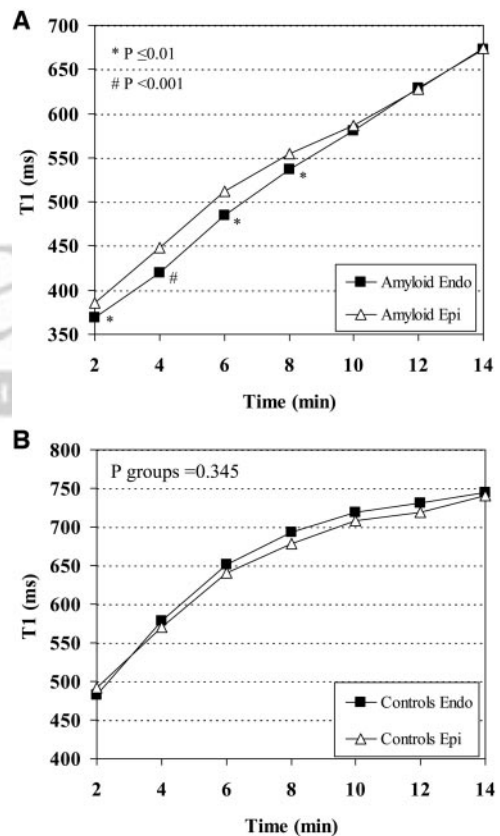 A
700
650
600
550
500
450
400
350
T1 (ms)
* P ≤0.01
# P <0.001
*
#
*
*
Amyloid Endo
Amyloid Epi
2 4 6 8 10 12 14
Time (min)
B
800
750
700
650
600
550
500
450
400
T1 (ms)
P groups =0.345
Controls Endo
Controls Epi
2 4 6 8 10 12 14
Time (min)